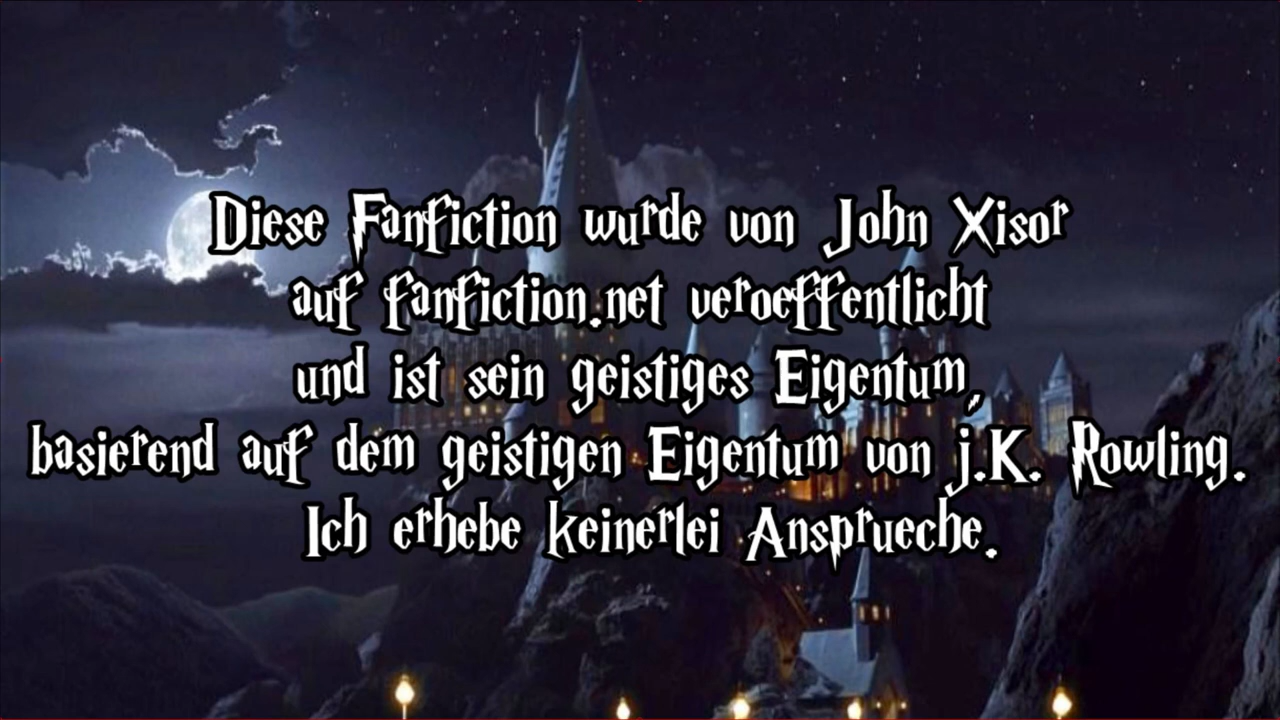 Diese Fanfiction wurde von John Xisor
auf fanfiction.net veroeffentlicht
und ist sein geistiges Eigentum,
basierend auf dem geistigen Eigentum von j.K. Rowling.
Ich erhebe keinerlei Ansprueche.